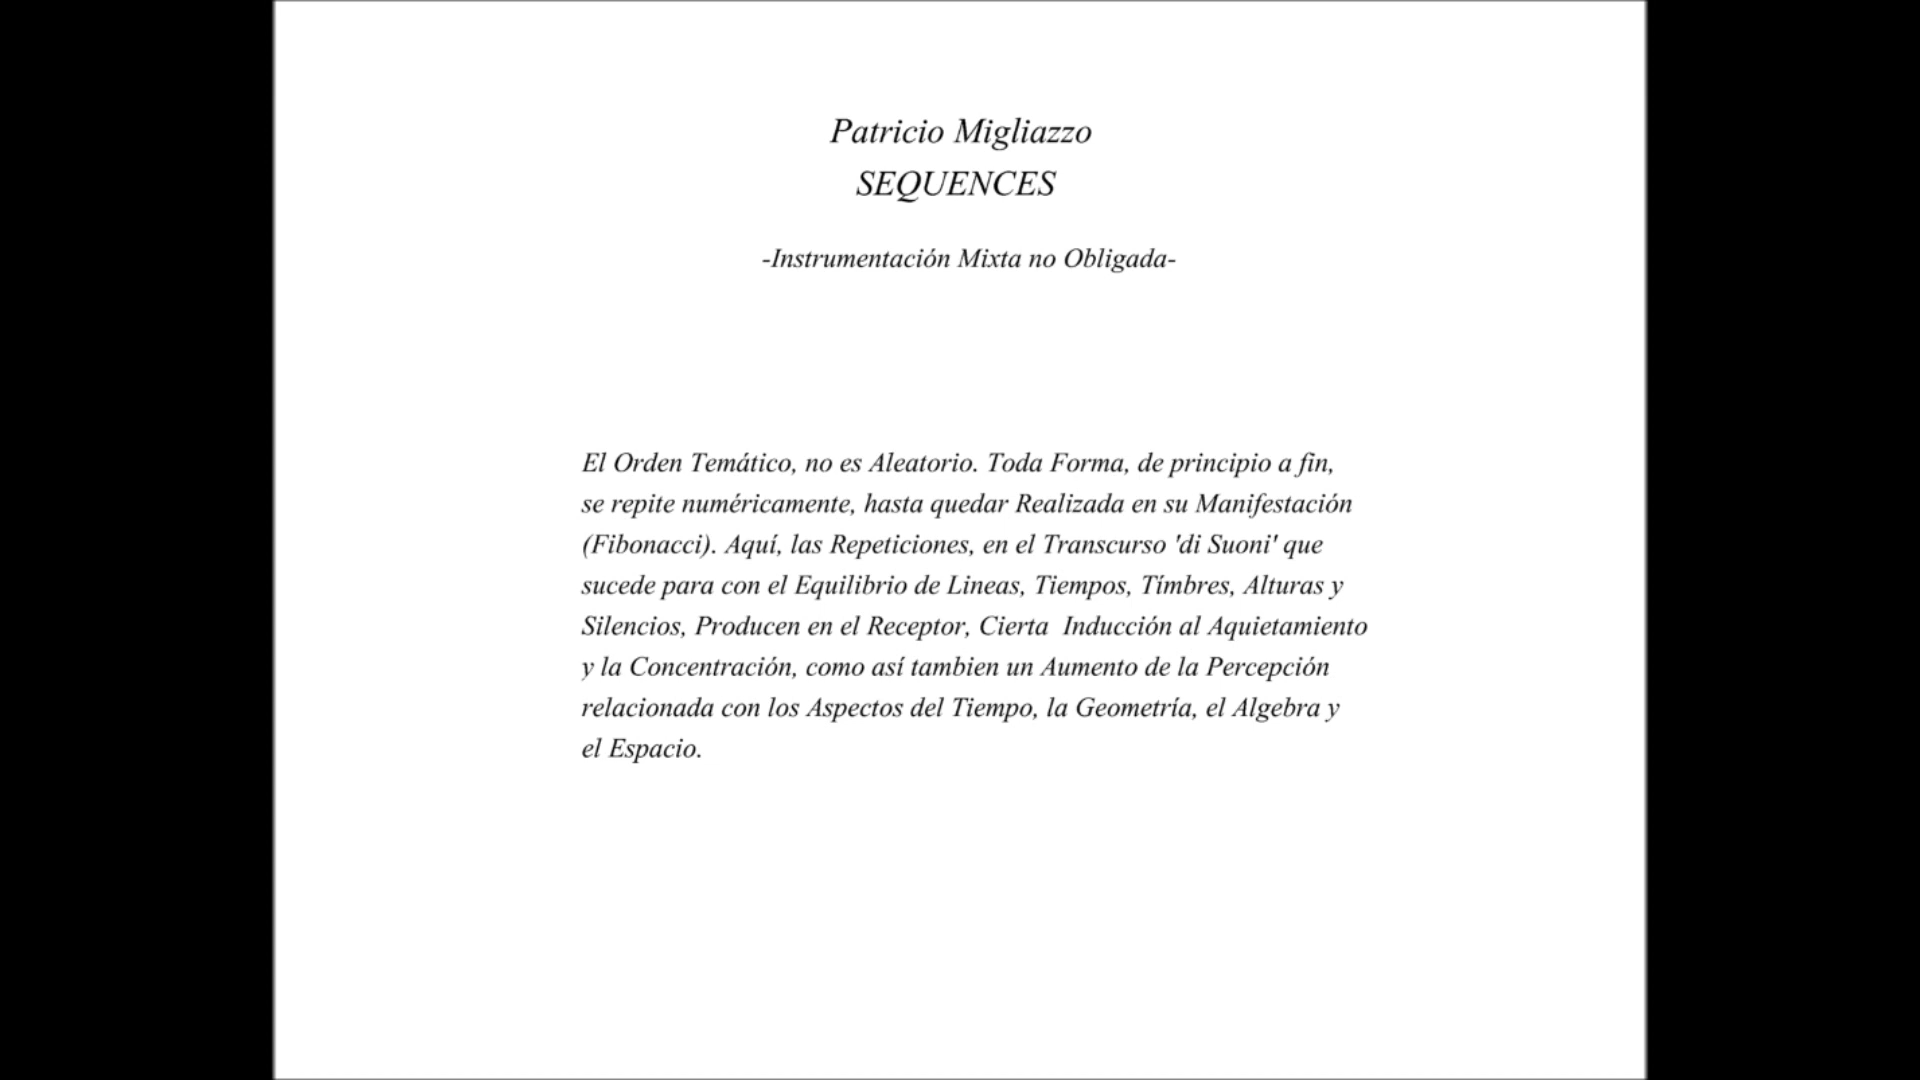 Patricio Migliazzo
SEQUENCES
-Instrumentación Mixta no Obligada-
El Orden Temático, no es Aleatorio. Toda Forma, de principio a fin,
se repite numéricamente, hasta quedar Realizada en su Manifestación
(Fibonacci). Aquí, las Repeticiones, en el Transcurso 'di Suoni' que
sucede para con el Equilibrio de Lineas, Tiempos, Tímbres, Alturas y
Silencios, Producen en el Receptor, Cierta  Inducción al Aquietamiento
y la Concentración, como así tambien un Aumento de la Percepción
relacionada con los Aspectos del Tiempo, la Geometría, el Algebra y
el Espacio.